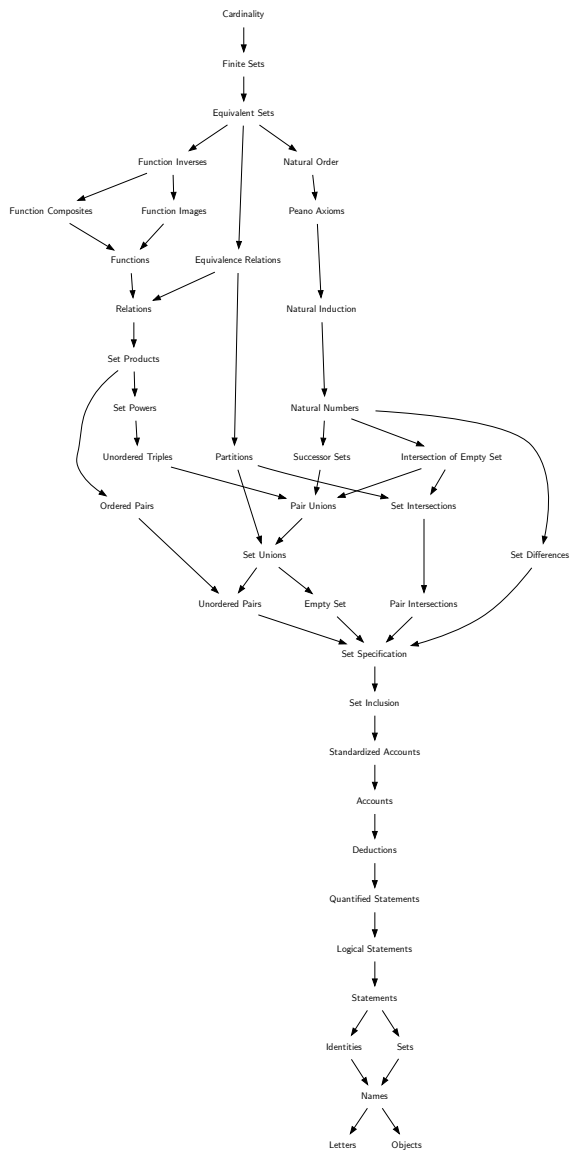 Cardinality
Finite Sets
Equivalent Sets
Function Inverses
Natural Order
Function Composites
Function Images
Peano Axioms
Functions
Equivalence Relations
Relations
Natural Induction
Set Products
Set Powers
Natural Numbers
Unordered Triples
Partitions
Successor Sets
Intersection of Empty Set
Ordered Pairs
Pair Unions
Set Intersections
Set Unions
Set Differences
Unordered Pairs
Empty Set
Pair Intersections
Set Specification
Set Inclusion
Standardized Accounts
Accounts
Deductions
Quantified Statements
Logical Statements
Statements
Identities
Sets
Names
Letters
Objects